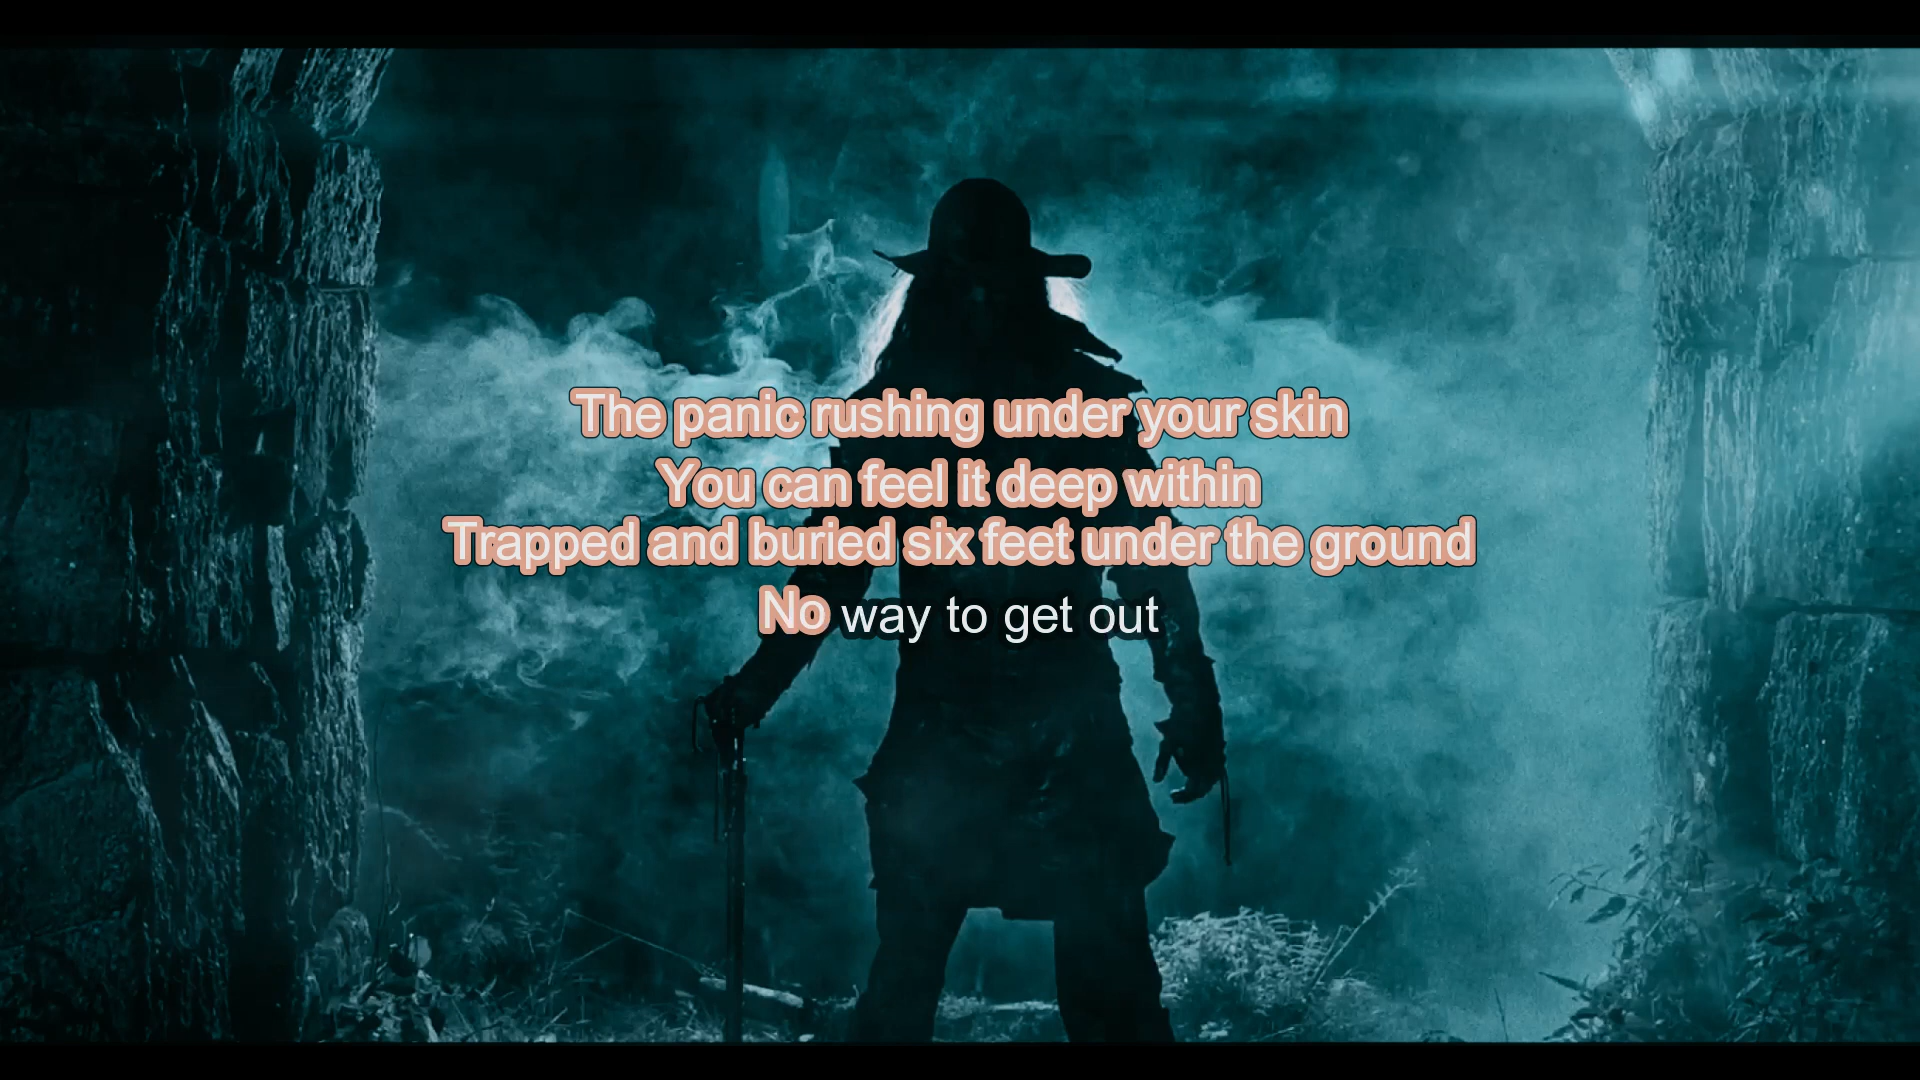 The panic rushing under your skin
You can feel it deep within
Trapped and buried six feet under the ground
No way to get out